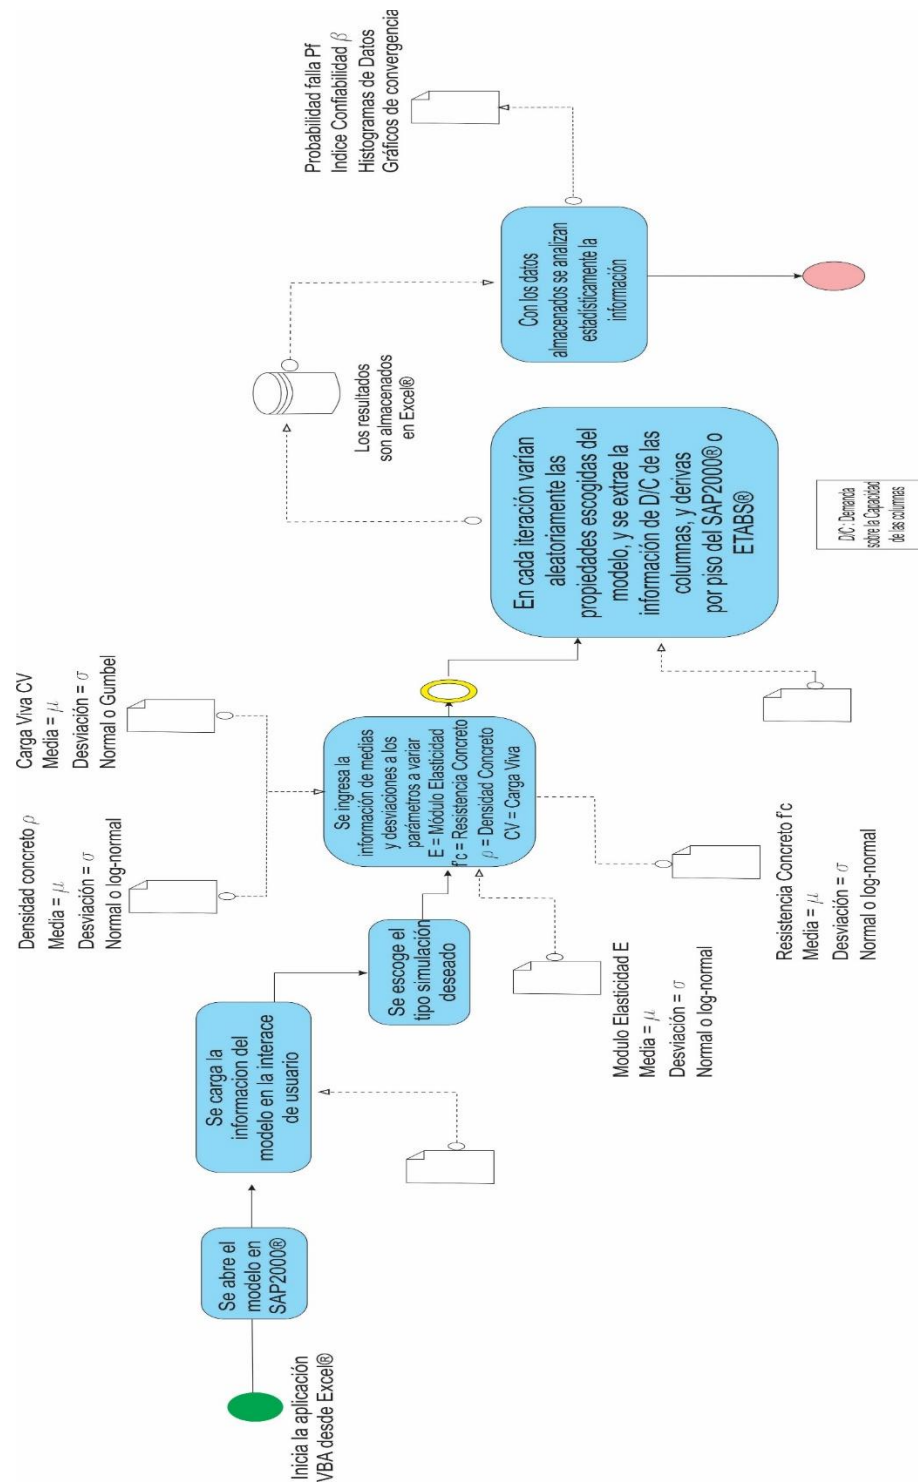 Inicia la aplicación
VBA desde Excel®
Se abre el
modelo en
SAP2000®
Se carga la
informacion del
modelo en la interace
de usuario
Se escoge el
tipo simulación
deseado
Densidad concreto ρ
Media = μ
Desviación = σ
Normal o log-normal
Carga Viva CV
Media = μ
Desviación = σ
Normal o Gumbel
Se ingresa la
información de medias
y desviaciones a los
parámetros a variar
E = Módulo Elasticidad
f'c = Resistencia Concreto
ρ = Densidad Concreto
CV = Carga Viva
Modulo Elasticidad E
Media = μ
Desviación = σ
Normal o log-normal
Resistencia Concreto f'c
Media = μ
Desviación = σ
Normal o log-normal
En cada iteración varían
aleatoriamente las
propiedades escogidas del
modelo, y se extrae la
información de D/C de las
columnas, y derivas
por piso del SAP2000® o
ETABS®
D/C: Demanda
sobre la Capacidad
de las columnas
Los resultados
son almacenados
en Excel®
Con los datos
almacenados se analizan
estadísticamente la
información
Probabilidad falla Pf
Indice Confiabilidad β
Histogramas de Datos
Gráficos de convergencia